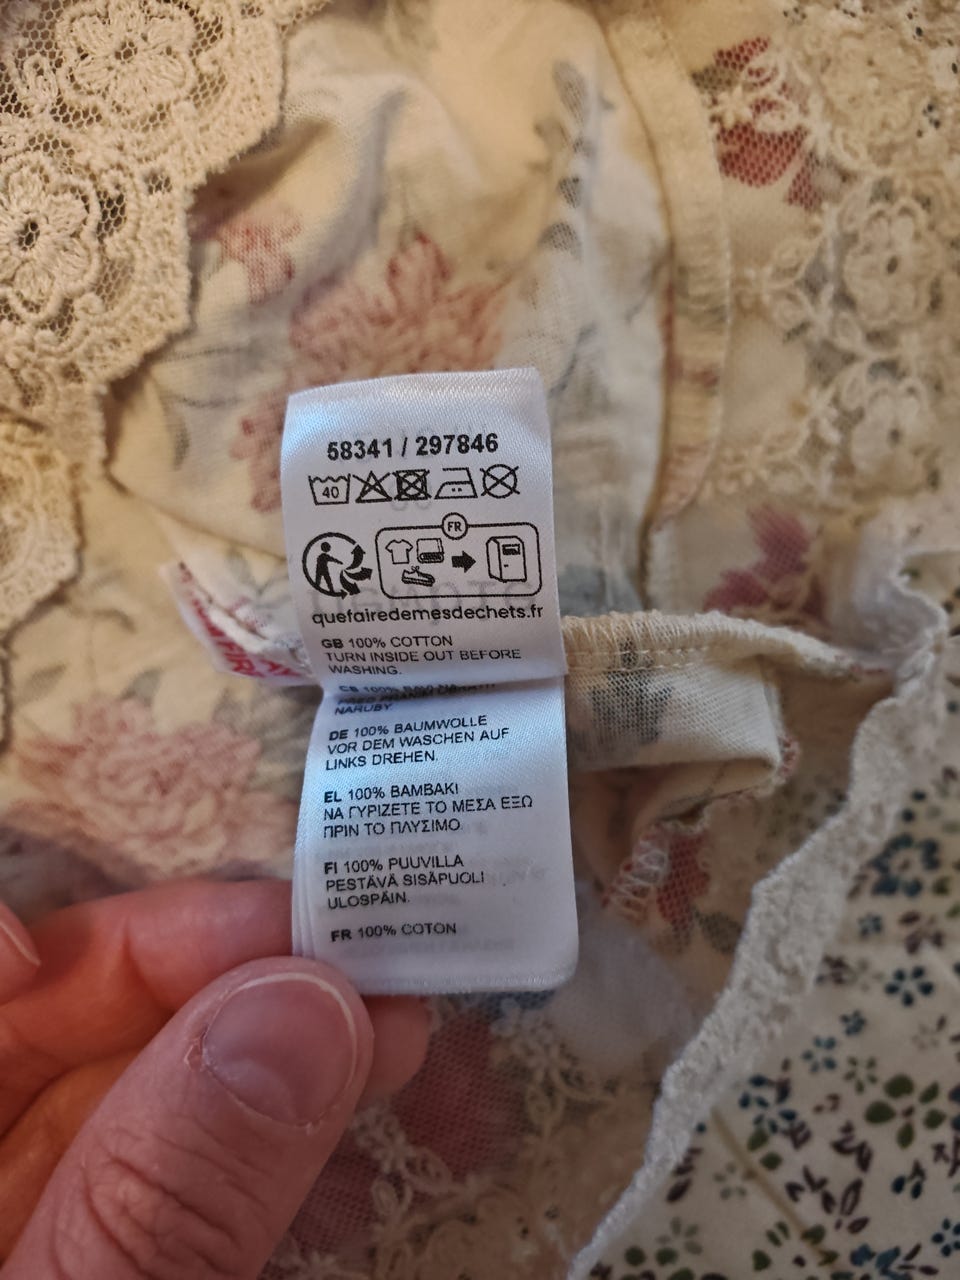 58341 / 297846
40
FR
quefairedemesdechets.fr
GB 100% COTTON
TURN INSIDE OUT BEFORE
WASHING.
NARUBY
DE 100% BAUMWOLLE
VOR DEM WASCHEN AUF
LINKS DREHEN.
EL 100% ΒΑΜΒΑΚΙ
ΝΑ ΓΥΡΙΖΕΤΕ ΤΟ ΜΕΣΑ ΕΞΩ
ΠΡΙΝ ΤΟ ΠΛΥΣΙΜΟ
FI 100% PUUVILLA
PESTÄVÄ SISÄPUOLI
ULOSPÄIN.
FR 100% COTON